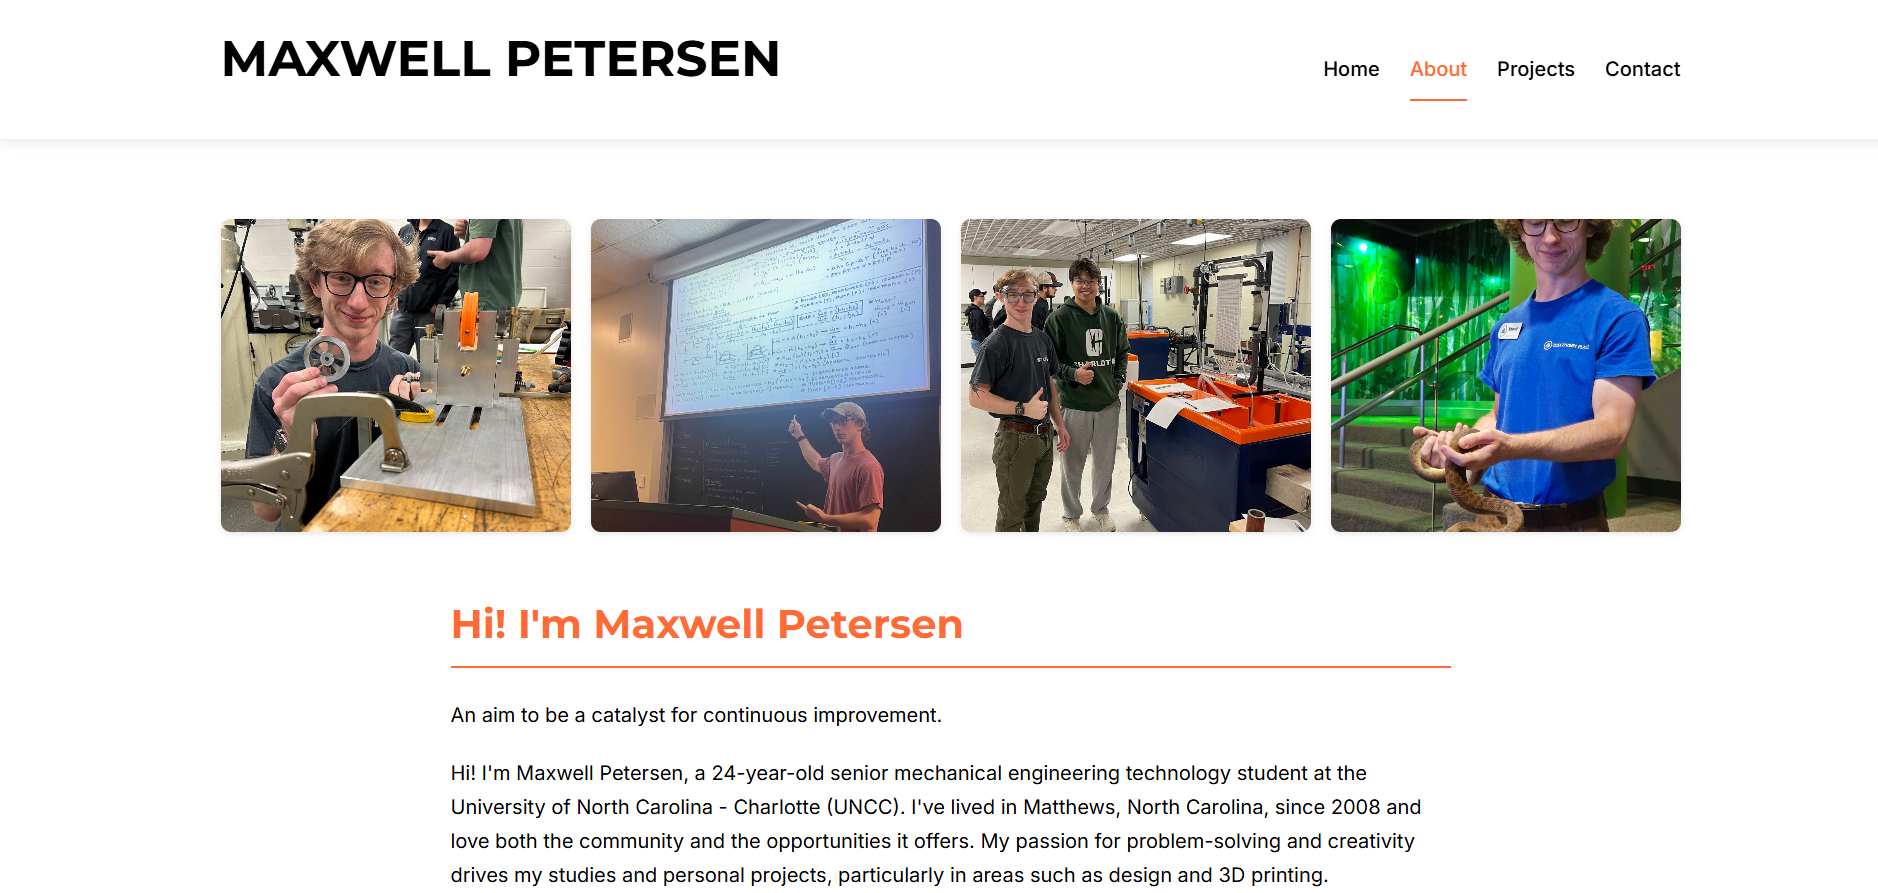 MAXWELL PETERSEN
Home About Projects Contact
CHARLOTTE
DISCOVERY PLACE
Hi! I'm Maxwell Petersen
An aim to be a catalyst for continuous improvement.
Hi! I'm Maxwell Petersen, a 24-year-old senior mechanical engineering technology student at the
University of North Carolina - Charlotte (UNCC). I've lived in Matthews, North Carolina, since 2008 and
love both the community and the opportunities it offers. My passion for problem-solving and creativity
drives my studies and personal projects, particularly in areas such as design and 3D printing.